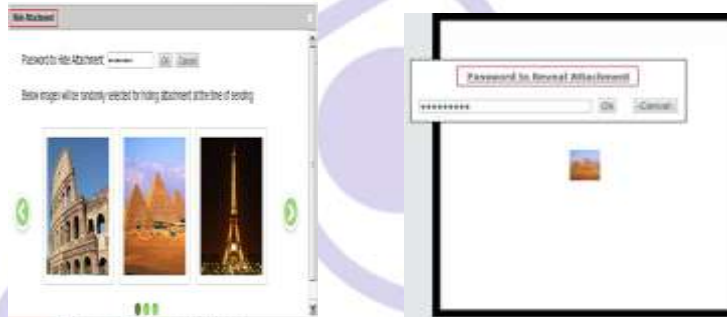 Hide Attachment
Password to Hide Attachment ******** Ok Cancel
Below images will be randomly selected for hiding attachment at the time of sending
Password to Reveal Attachment
********* Ok Cancel